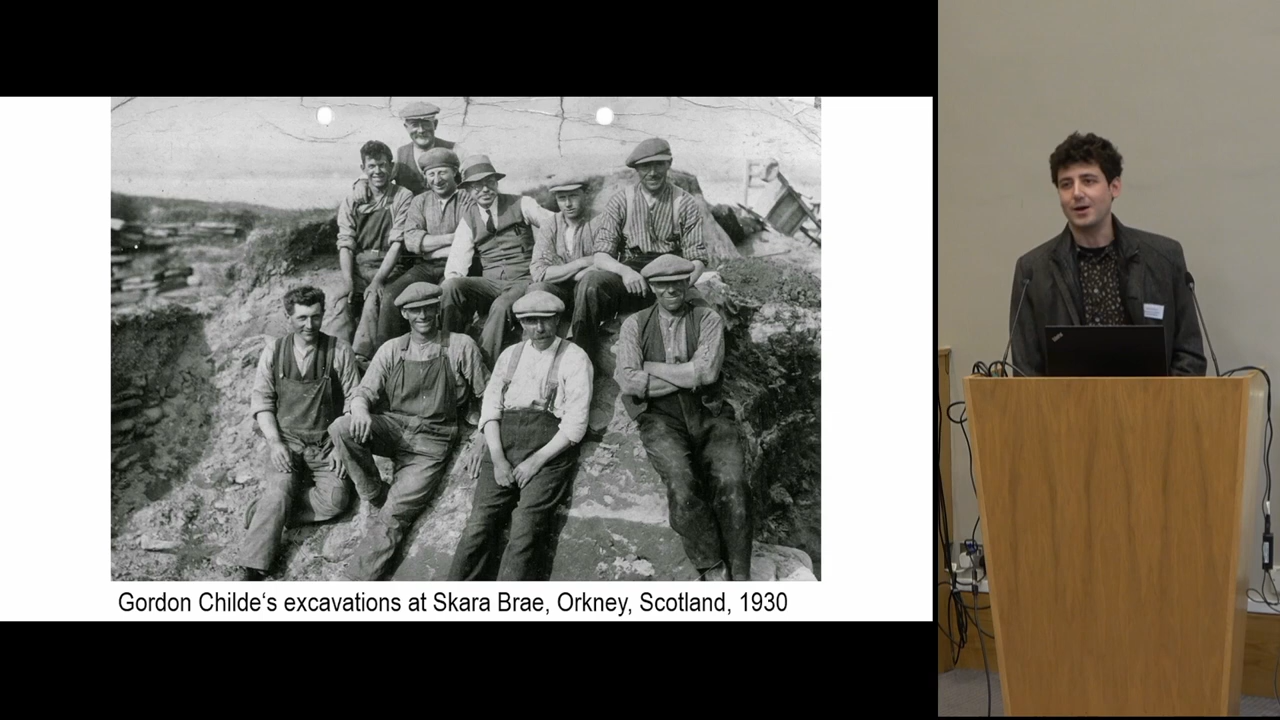 Gordon Childe‘s excavations at Skara Brae, Orkney, Scotland, 1930